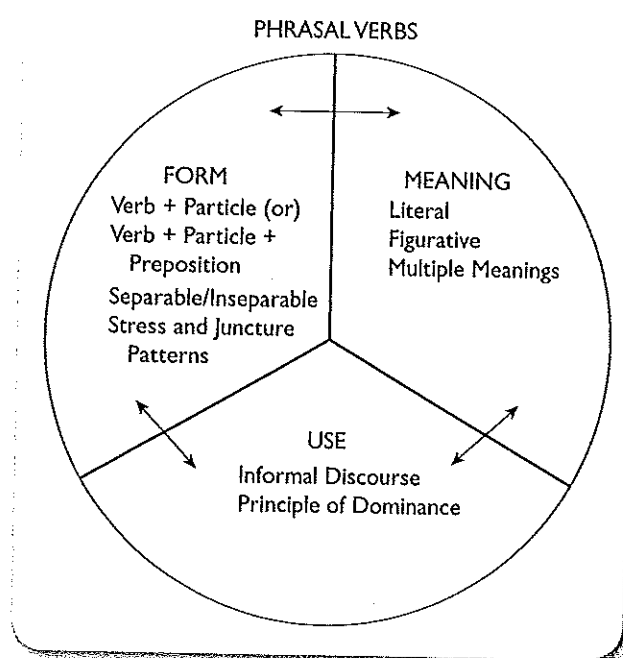 PHRASAL VERBS
FORM
Verb + Particle (or)
Verb + Particle +
Preposition
Separable/Inseparable
Stress and Juncture
Patterns
MEANING
Literal
Figurative
Multiple Meanings
USE
Informal Discourse
Principle of Dominance